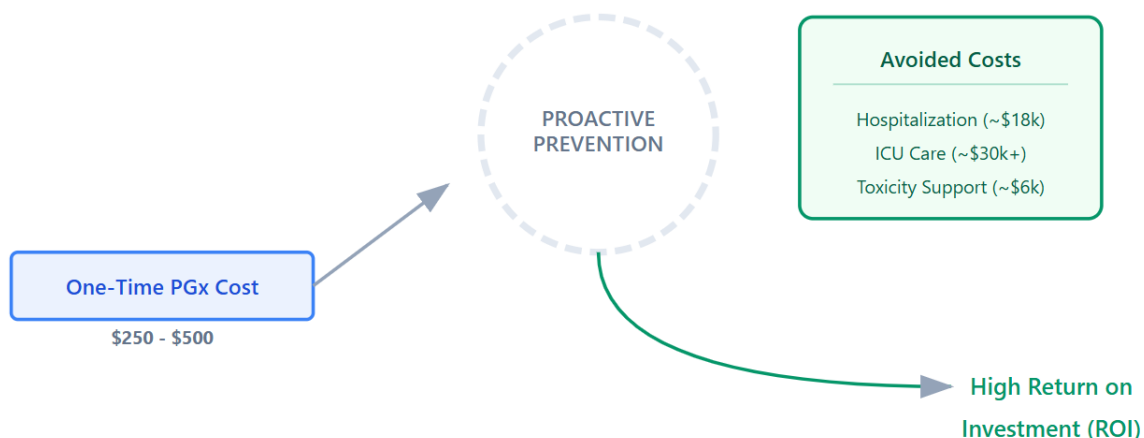 One-Time PGx Cost
$250 - $500
PROACTIVE
PREVENTION
Avoided Costs
Hospitalization (~$18k)
ICU Care (~$30k+)
Toxicity Support (~$6k)
High Return on
Investment (ROI)